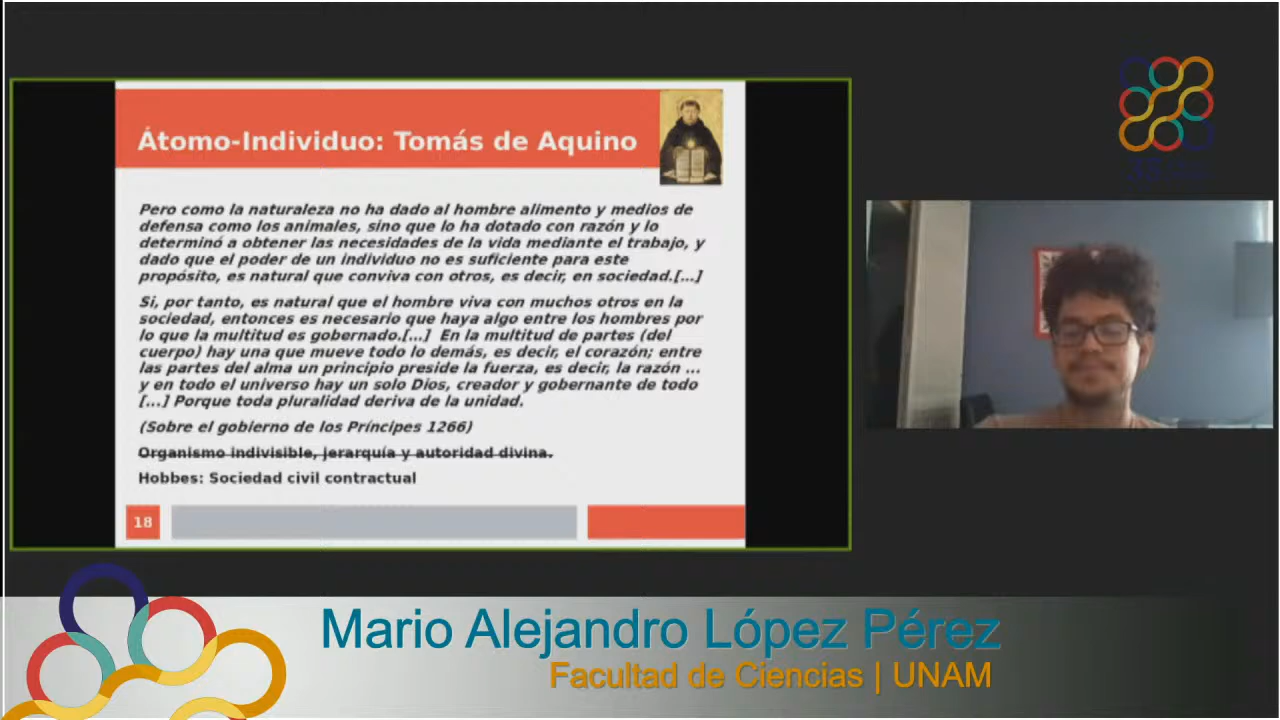 Átomo-Individuo: Tomás de Aquino
Pero como la naturaleza no ha dado al hombre alimento y medios de
defensa como los animales, sino que lo ha dotado con razón y lo
determinó a obtener las necesidades de la vida mediante el trabajo, y
dado que el poder de un individuo no es suficiente para este
propósito, es natural que conviva con otros, es decir, en sociedad.[…]
Si, por tanto, es natural que el hombre viva con muchos otros en la
sociedad, entonces es necesario que haya algo entre los hombres por
lo que la multitud es gobernado.[…] En la multitud de partes (del
cuerpo) hay una que mueve todo lo demás, es decir, el corazón; entre
las partes del alma un principio preside la fuerza, es decir, la razón ...
y en todo el universo hay un solo Dios, creador y gobernante de todo
[...] Porque toda pluralidad deriva de la unidad.
(Sobre el gobierno de los Príncipes 1266)
Organismo indivisible, jerarquía y autoridad divina.
Hobbes: Sociedad civil contractual
18
Mario Alejandro López Pérez
Facultad de Ciencias | UNAM